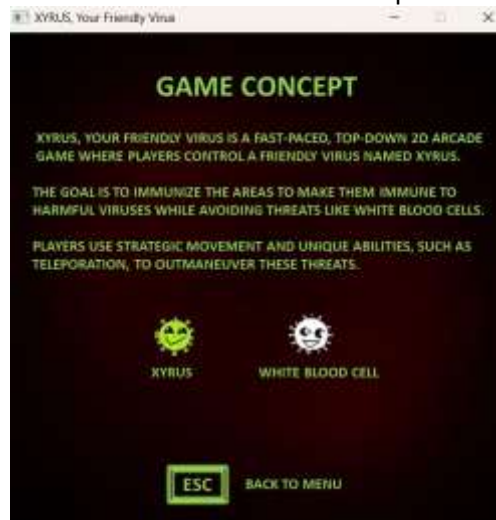 XYRUS, Your Friendly Virus
GAME CONCEPT
XYRUS, YOUR FRIENDLY VIRUS IS A FAST-PACED, TOP-DOWN 2D ARCADE
GAME WHERE PLAYERS CONTROL A FRIENDLY VIRUS NAMED XYRUS.
THE GOAL IS TO IMMUNIZE THE AREAS TO MAKE THEM IMMUNE TO
HARMFUL VIRUSES WHILE AVOIDING THREATS LIKE WHITE BLOOD CELLS.
PLAYERS USE STRATEGIC MOVEMENT AND UNIQUE ABILITIES, SUCH AS
TELEPORATION, TO OUTMANEUVER THESE THREATS.
XYRUS WHITE BLOOD CELL
ESC BACK TO MENU